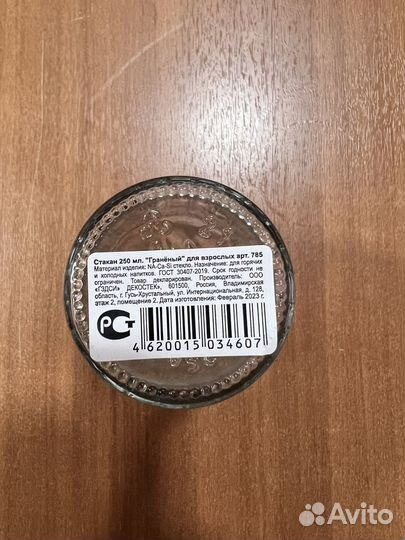 Стакан 250 мл. "Гранёный" для взрослых арт. 785
Материал изделия: NA-Ca-Si стекло. Назначение: для горячих
и холодных напитков. ГОСТ 30407-2019. Срок годности не
ограничен. Товар декларирован. Производитель: ООО
«ГЗДСИ» ДЕКОСТЕК», 601500, Россия, Владимирская
область, г. Гусь-Хрустальный, ул. Интернациональная, д. 128,
этаж 2, помещение 2. Дата изготовления: Февраль 2023 г.
РСТ
4 620015 034607
Avito